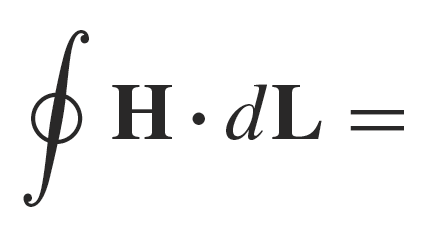 ∮ 𝐇 · d𝐋 =